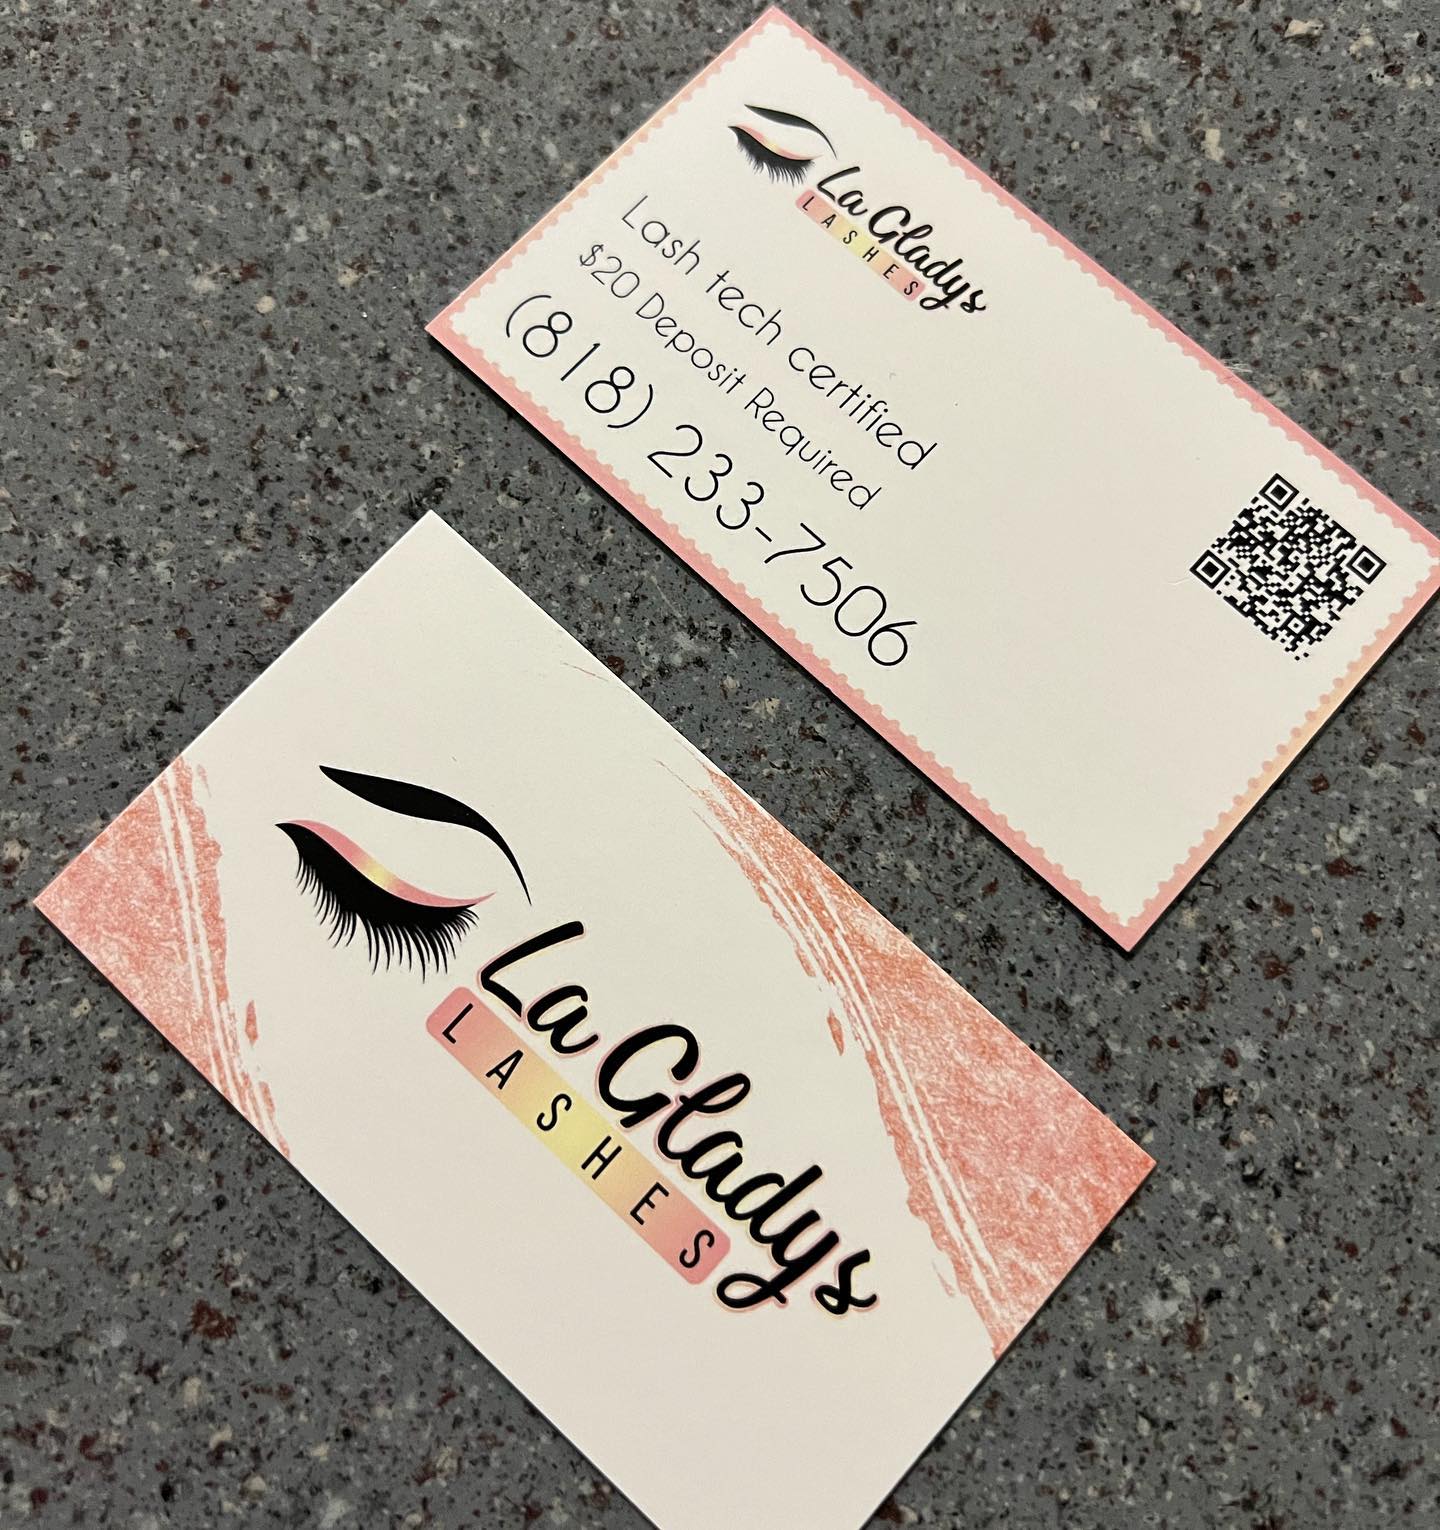 La Gladys
LASHES
Lash tech certified
$20 Deposit Required
(818) 233-7506
La Gladys
LASHES